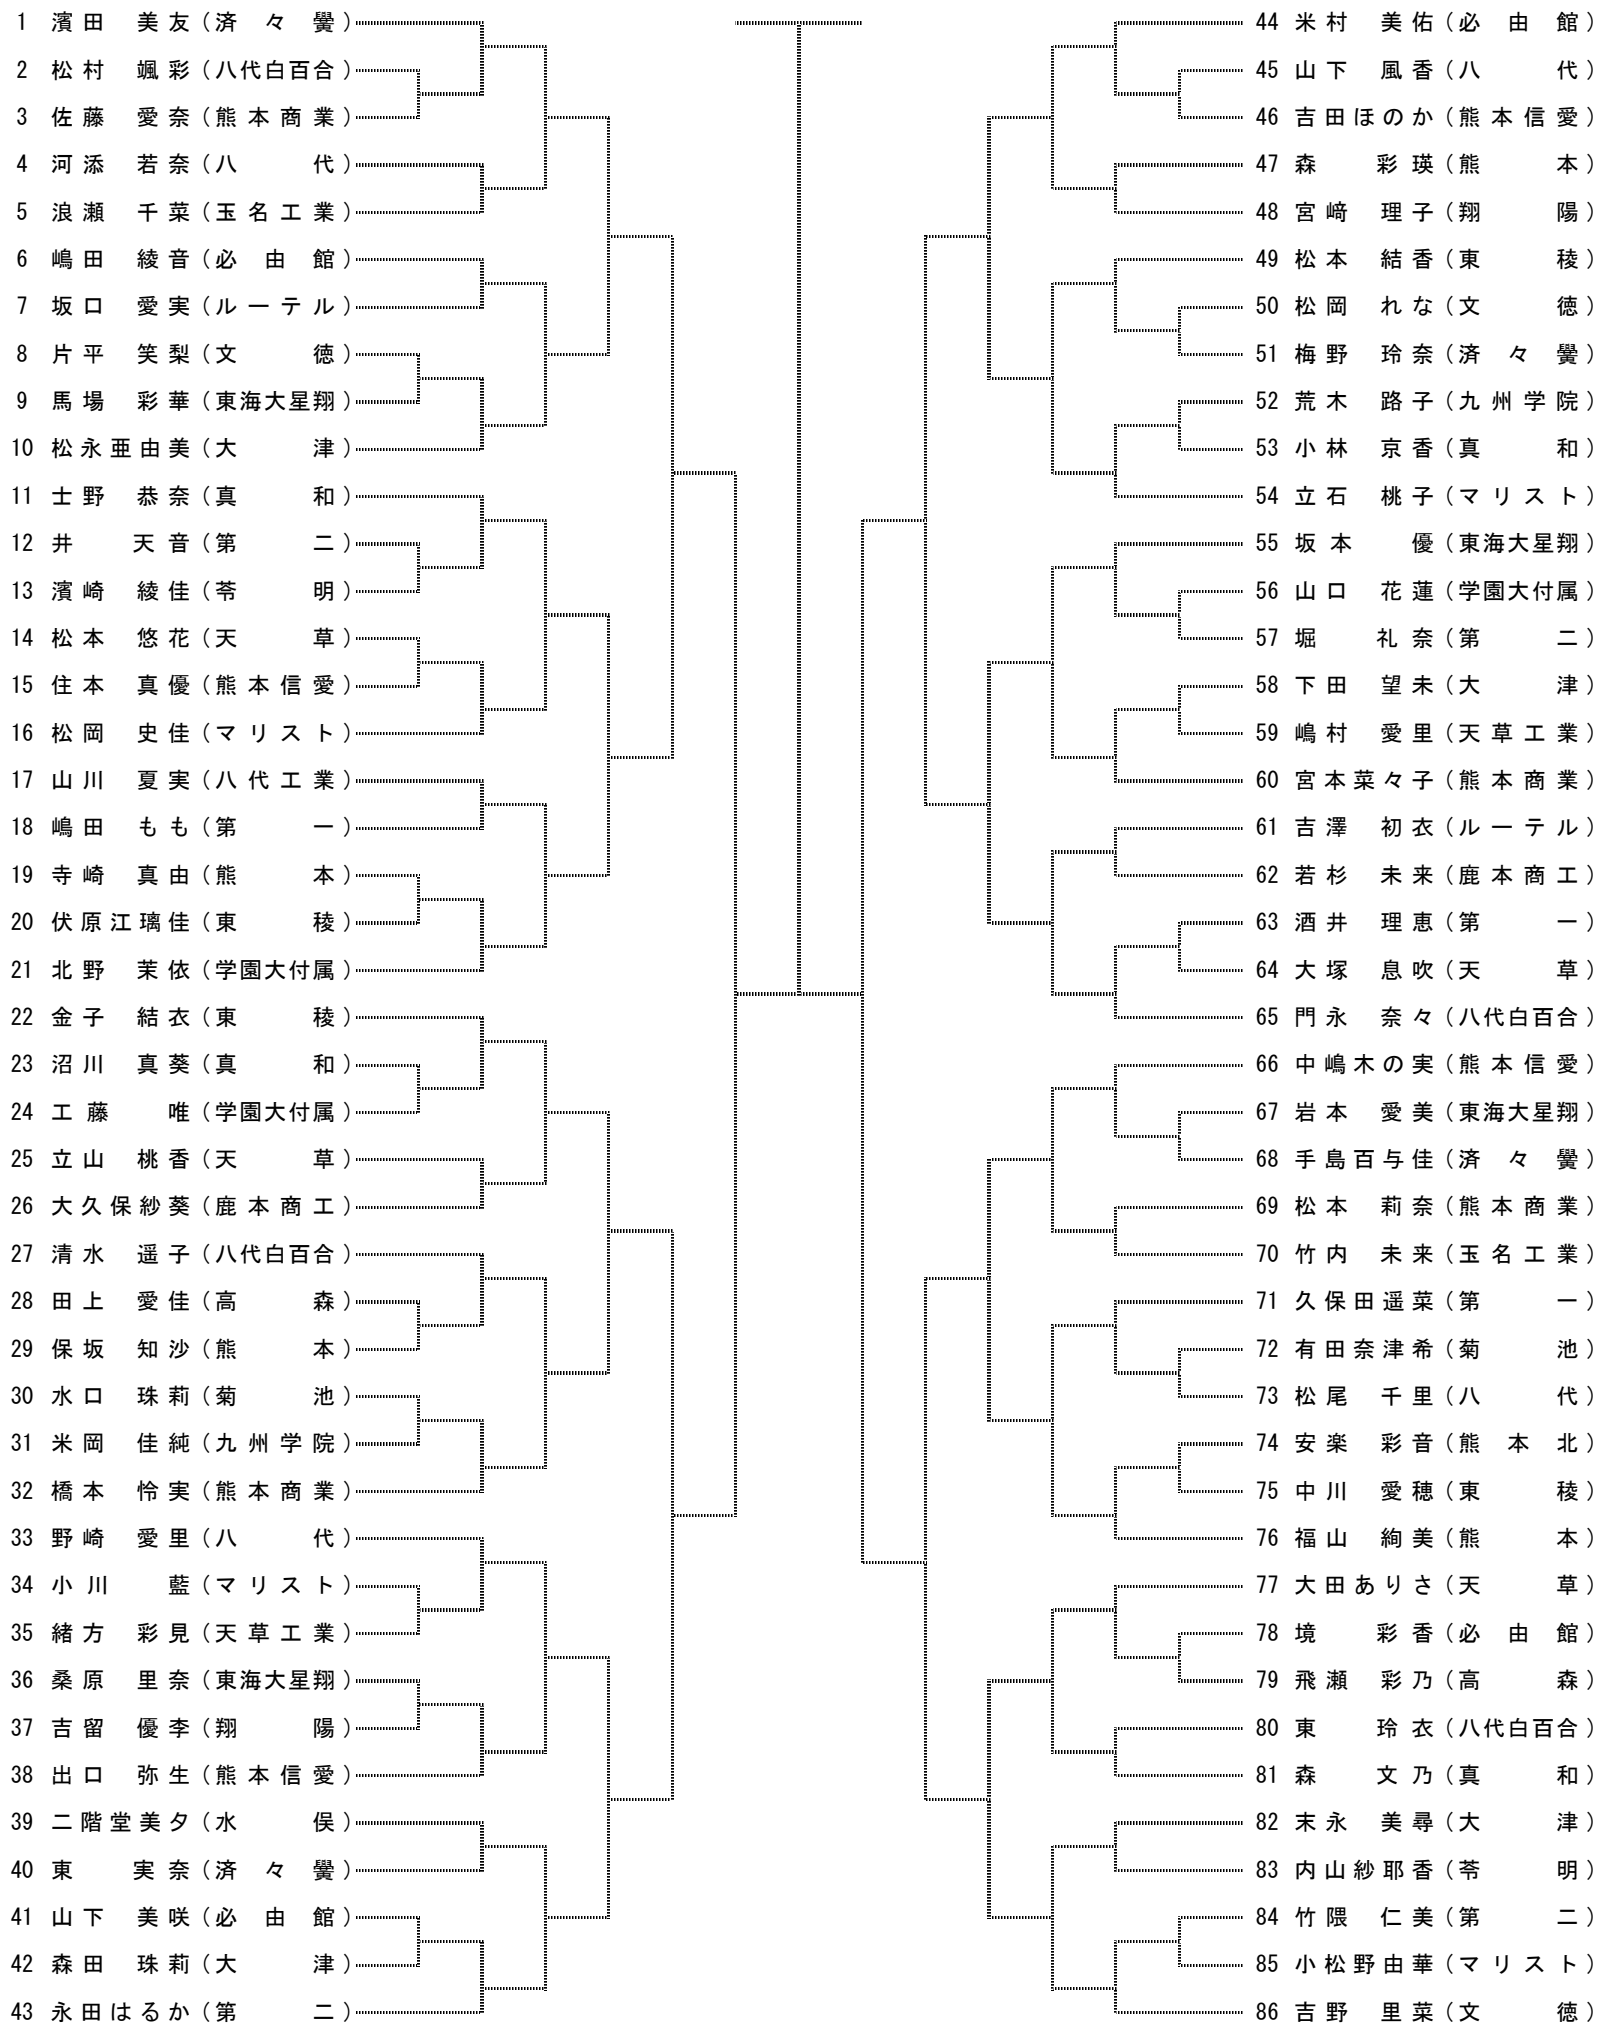 1 濱田 美友（済々黌）
2 松村 颯彩（八代白百合）
3 佐藤 愛奈（熊本商業）
4 河添 若奈（八代）
5 浪瀬 千菜（玉名工業）
6 嶋田 綾音（必由館）
7 坂口 愛実（ルーテル）
8 片平 笑梨（文徳）
9 馬場 彩華（東海大星翔）
10 松永亜由美（大津）
11 士野 恭奈（真和）
12 井 天音（第二）
13 濱崎 綾佳（苓明）
14 松本 悠花（天草）
15 住本 真優（熊本信愛）
16 松岡 史佳（マリスト）
17 山川 夏実（八代工業）
18 嶋田 もも（第一）
19 寺崎 真由（熊本）
20 伏原江璃佳（東稜）
21 北野 茉依（学園大付属）
22 金子 結衣（東稜）
23 沼川 真葵（真和）
24 工藤 唯（学園大付属）
25 立山 桃香（天草）
26 大久保紗葵（鹿本商工）
27 清水 遥子（八代白百合）
28 田上 愛佳（高森）
29 保坂 知沙（熊本）
30 水口 珠莉（菊池）
31 米岡 佳純（九州学院）
32 橋本 怜実（熊本商業）
33 野崎 愛里（八代）
34 小川 藍（マリスト）
35 緒方 彩見（天草工業）
36 桑原 里奈（東海大星翔）
37 吉留 優李（翔陽）
38 出口 弥生（熊本信愛）
39 二階堂美夕（水俣）
40 東 実奈（済々黌）
41 山下 美咲（必由館）
42 森田 珠莉（大津）
43 永田はるか（第二）
44 米村 美佑（必由館）
45 山下 風香（八代）
46 吉田ほのか（熊本信愛）
47 森 彩瑛（熊本）
48 宮﨑 理子（翔陽）
49 松本 結香（東稜）
50 松岡 れな（文徳）
51 梅野 玲奈（済々黌）
52 荒木 路子（九州学院）
53 小林 京香（真和）
54 立石 桃子（マリスト）
55 坂本 優（東海大星翔）
56 山口 花蓮（学園大付属）
57 堀 礼奈（第二）
58 下田 望未（大津）
59 嶋村 愛里（天草工業）
60 宮本菜々子（熊本商業）
61 吉澤 初衣（ルーテル）
62 若杉 未来（鹿本商工）
63 酒井 理恵（第一）
64 大塚 息吹（天草）
65 門永 奈々（八代白百合）
66 中嶋木の実（熊本信愛）
67 岩本 愛美（東海大星翔）
68 手島百与佳（済々黌）
69 松本 莉奈（熊本商業）
70 竹内 未来（玉名工業）
71 久保田遥菜（第一）
72 有田奈津希（菊池）
73 松尾 千里（八代）
74 安楽 彩音（熊本北）
75 中川 愛穂（東稜）
76 福山 絢美（熊本）
77 大田ありさ（天草）
78 境 彩香（必由館）
79 飛瀬 彩乃（高森）
80 東 玲衣（八代白百合）
81 森 文乃（真和）
82 末永 美尋（大津）
83 内山紗耶香（苓明）
84 竹隈 仁美（第二）
85 小松野由華（マリスト）
86 吉野 里菜（文徳）